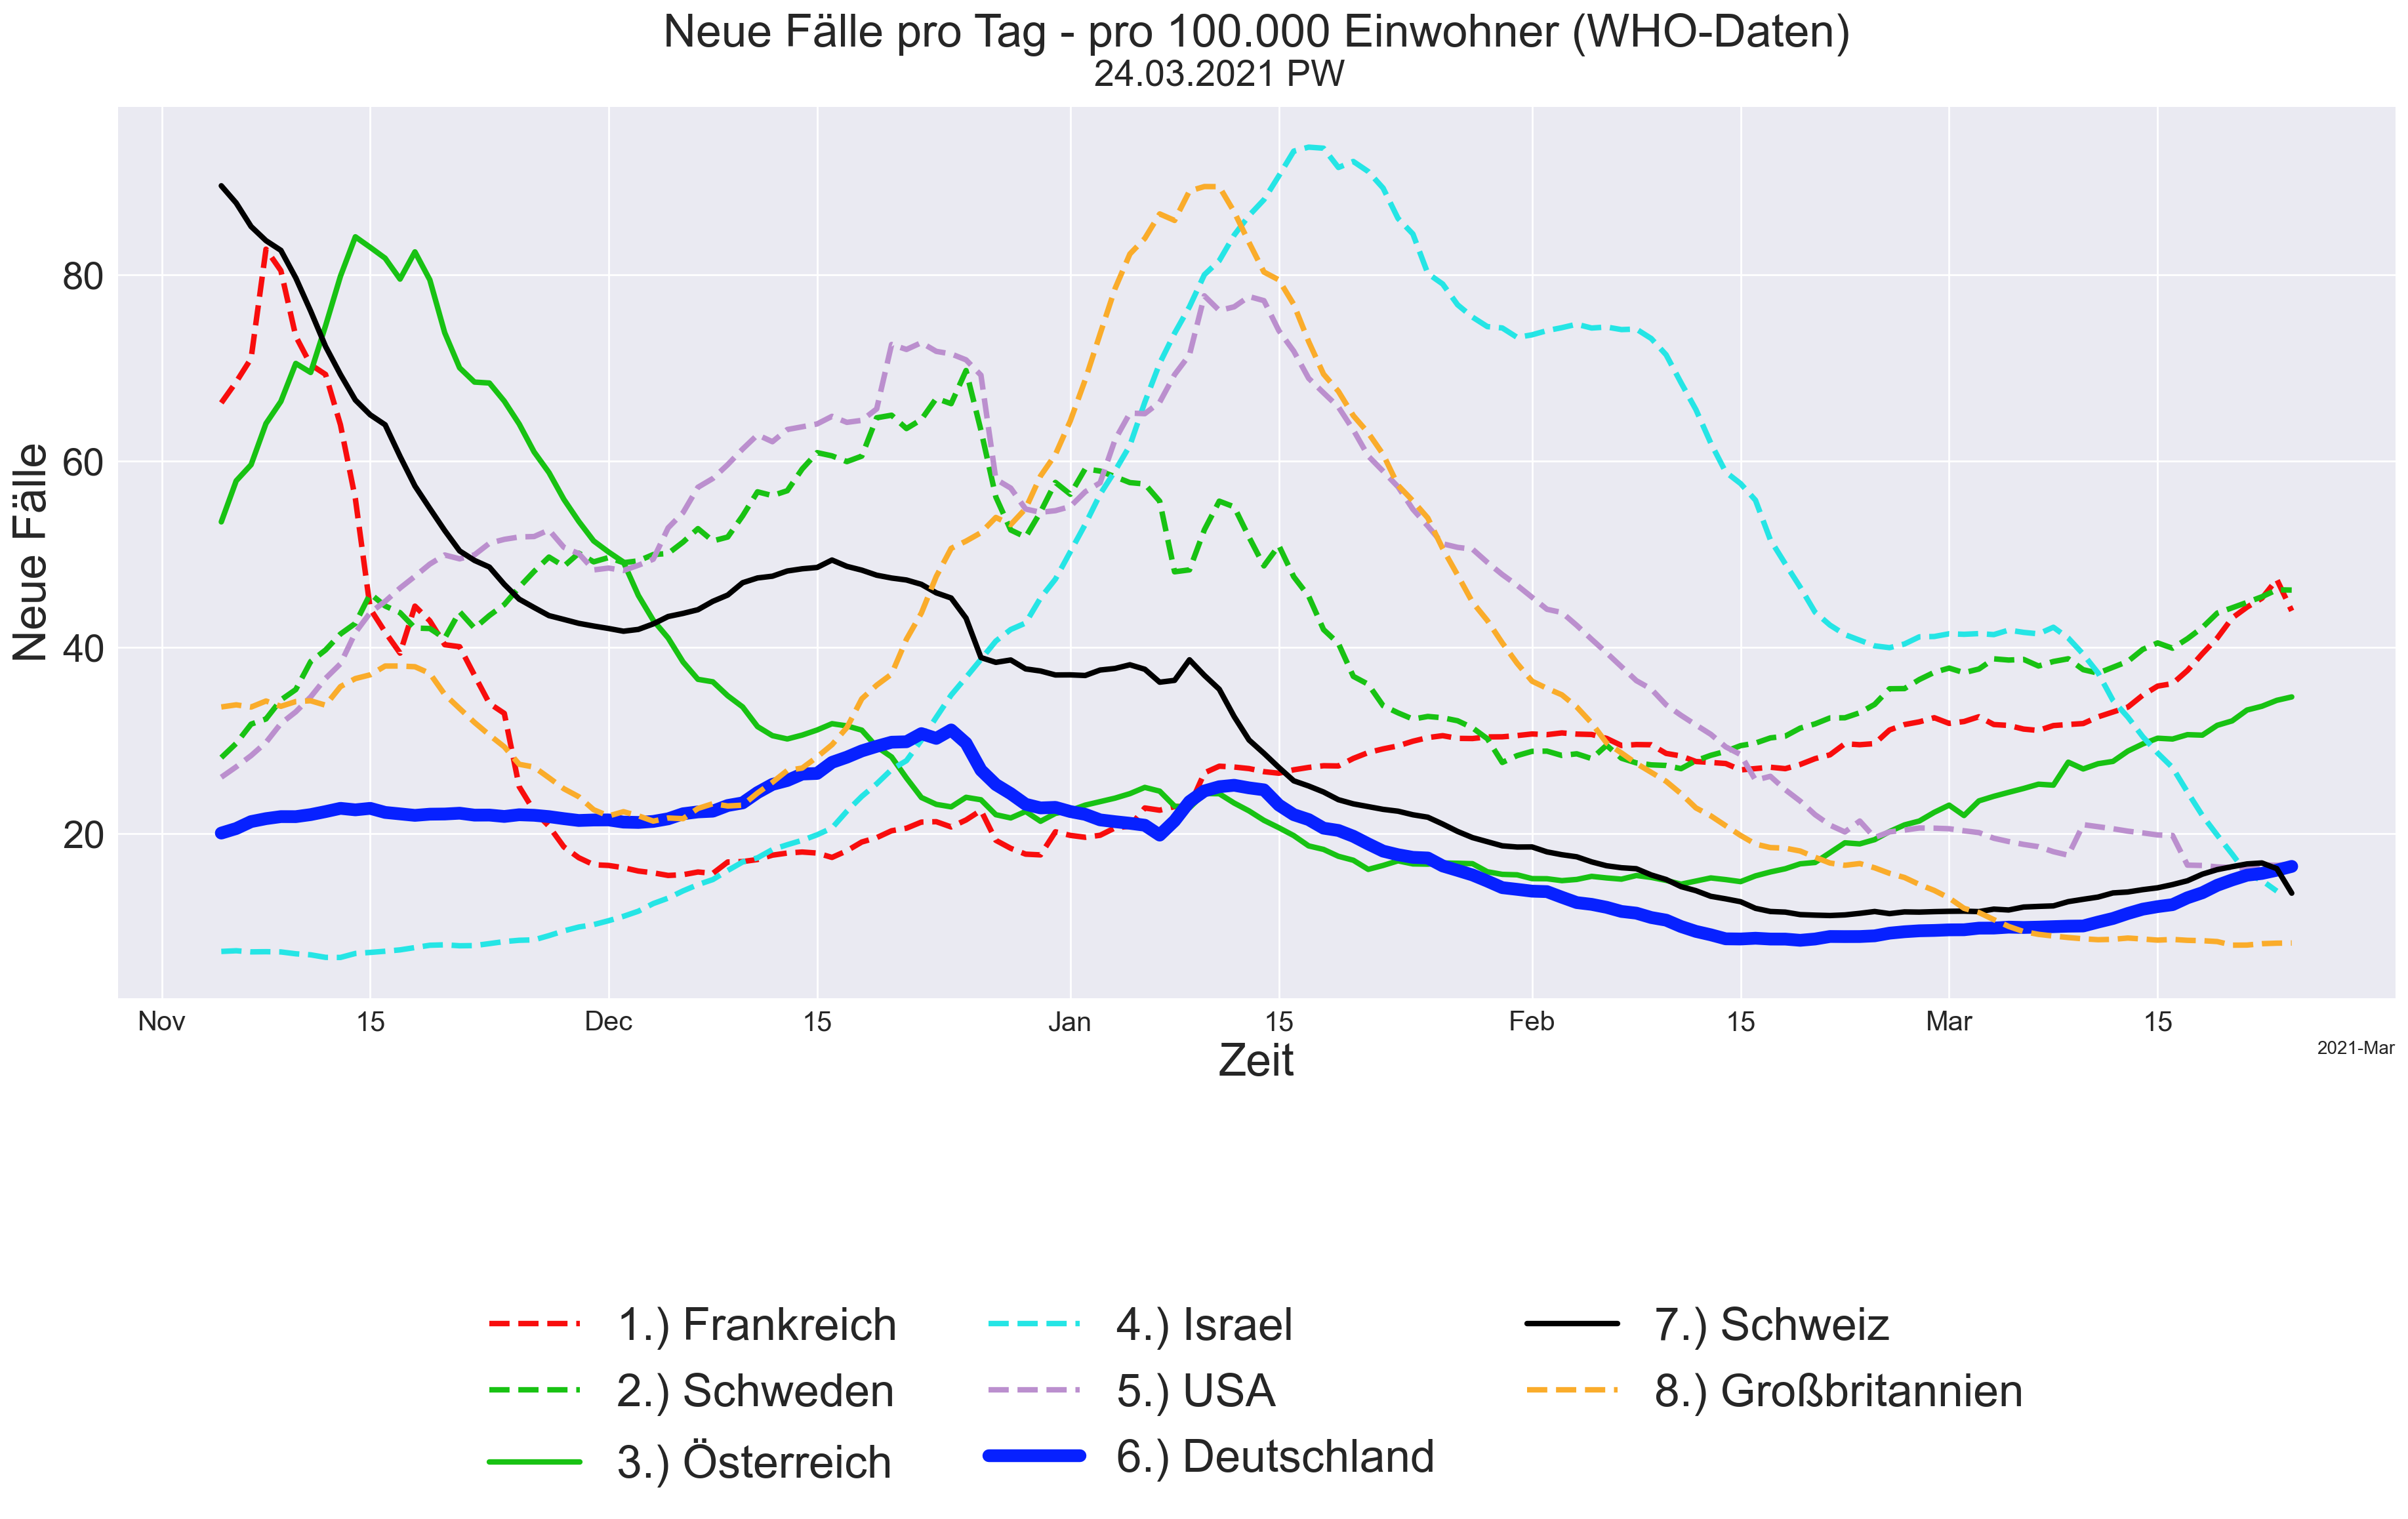 Neue Fälle pro Tag - pro 100.000 Einwohner (WHO-Daten)
24.03.2021 PW
Neue Fälle
80
60
40
20
Nov 15 Dec 15 Jan 15 Feb 15 Mar 15
2021-Mar
Zeit
1.) Frankreich
2.) Schweden
3.) Österreich
4.) Israel
5.) USA
6.) Deutschland
7.) Schweiz
8.) Großbritannien